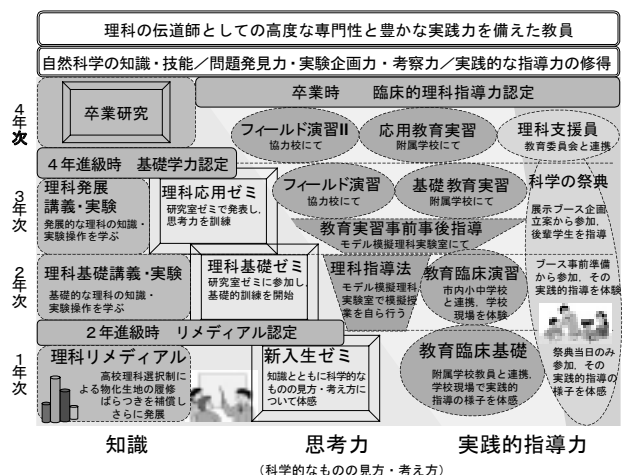 理科の伝道師としての高度な専門性と豊かな実践力を備えた教員
自然科学の知識・技能／問題発見力・実験企画力・考察力／実践的な指導力の修得
4年次
卒業研究
卒業時 臨床的理科指導力認定
フィールド演習II
協力校にて
応用教育実習
附属学校にて
理科支援員
教育委員会と連携
4年進級時 基礎学力認定
3年次
理科発展
講義・実験
発展的な理科の知識・
実験操作を学ぶ
理科応用ゼミ
研究室ゼミで発表し，
思考力を訓練
フィールド演習
協力校にて
基礎教育実習
附属学校にて
科学の祭典
展示ブース企画
立案から参加，
後輩学生を指導
教育実習事前事後指導
モデル模擬理科実験室にて
2年次
理科基礎講義・実験
基礎的な理科の知識・
実験操作を学ぶ
理科基礎ゼミ
研究室ゼミに参加し，
基礎的訓練を開始
理科指導法
モデル模擬理科
実験室で模擬授
業を自ら行う
教育臨床演習
市内小中学校
と連携，学校
現場を体験
ブース事前準備
から参加，その
実践的指導を体験
2年進級時 リメディアル認定
1年次
理科リメディアル
高校理科選択制に
よる物化生地の履修
ばらつきを補償し
さらに発展
新入生ゼミ
知識とともに科学的な
ものの見方・考え方に
ついて体感
教育臨床基礎
附属学校教員と連携，
学校現場で実践的
指導の様子を体感
祭典当日のみ
参加，その
実践的指導の
様子を体感
知識
思考力
実践的指導力
（科学的なものの見方・考え方）